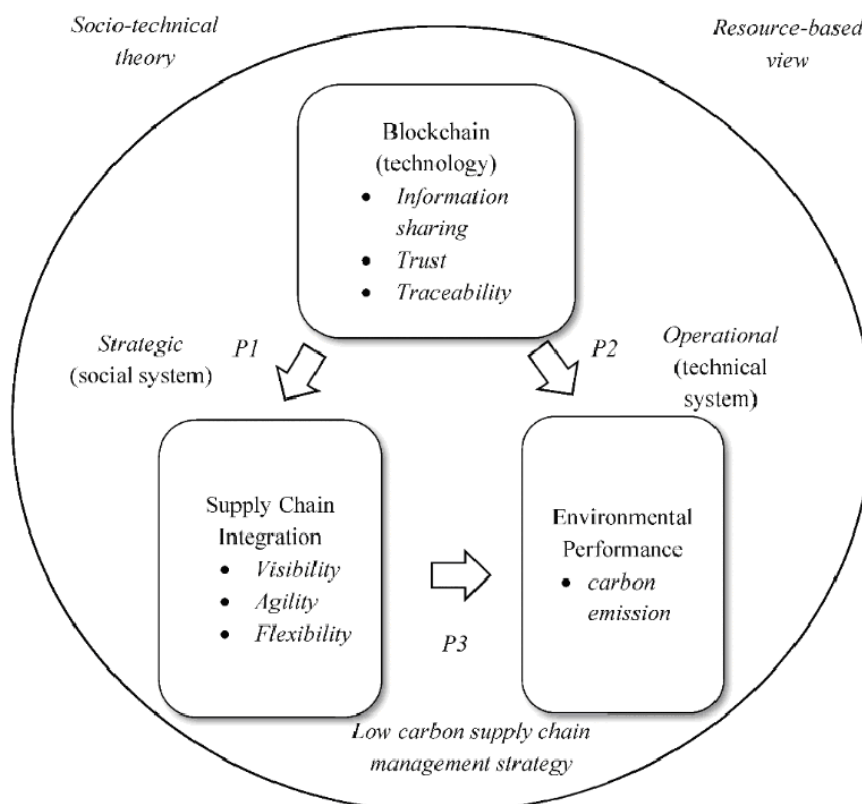 Socio-technical
theory
Resource-based
view
Blockchain
(technology)
• Information
sharing
• Trust
• Traceability
Strategic
(social system)
P1
P2
Operational
(technical
system)
Supply Chain
Integration
• Visibility
• Agility
• Flexibility
P3
Environmental
Performance
• carbon
emission
Low carbon supply chain
management strategy